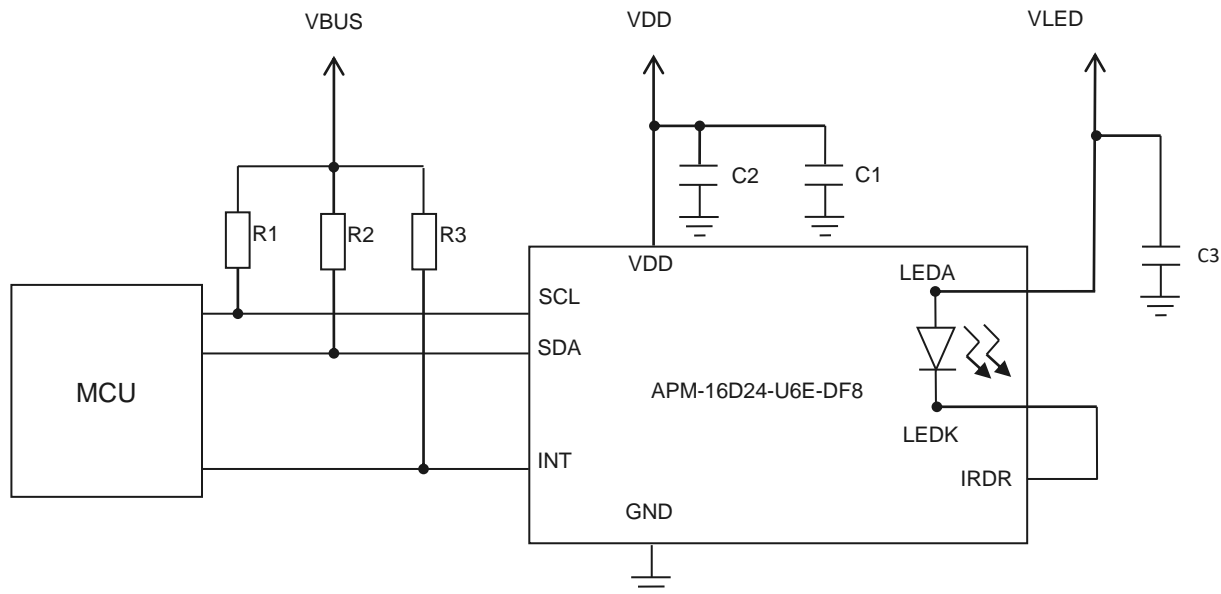 VBUS
VDD
VLED
C2
C1
R1
R2
R3
C3
VDD
LEDA
SCL
SDA
MCU
APM-16D24-U6E-DF8
LEDK
INT
IRDR
GND